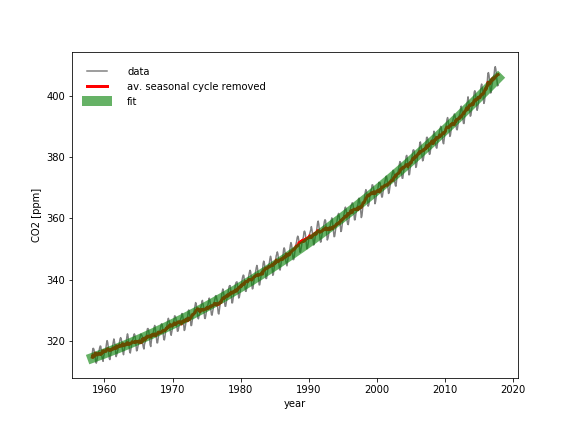 data
av. seasonal cycle removed
fit
400
380
360
340
320
CO2 [ppm]
1960 1970 1980 1990 2000 2010 2020
year